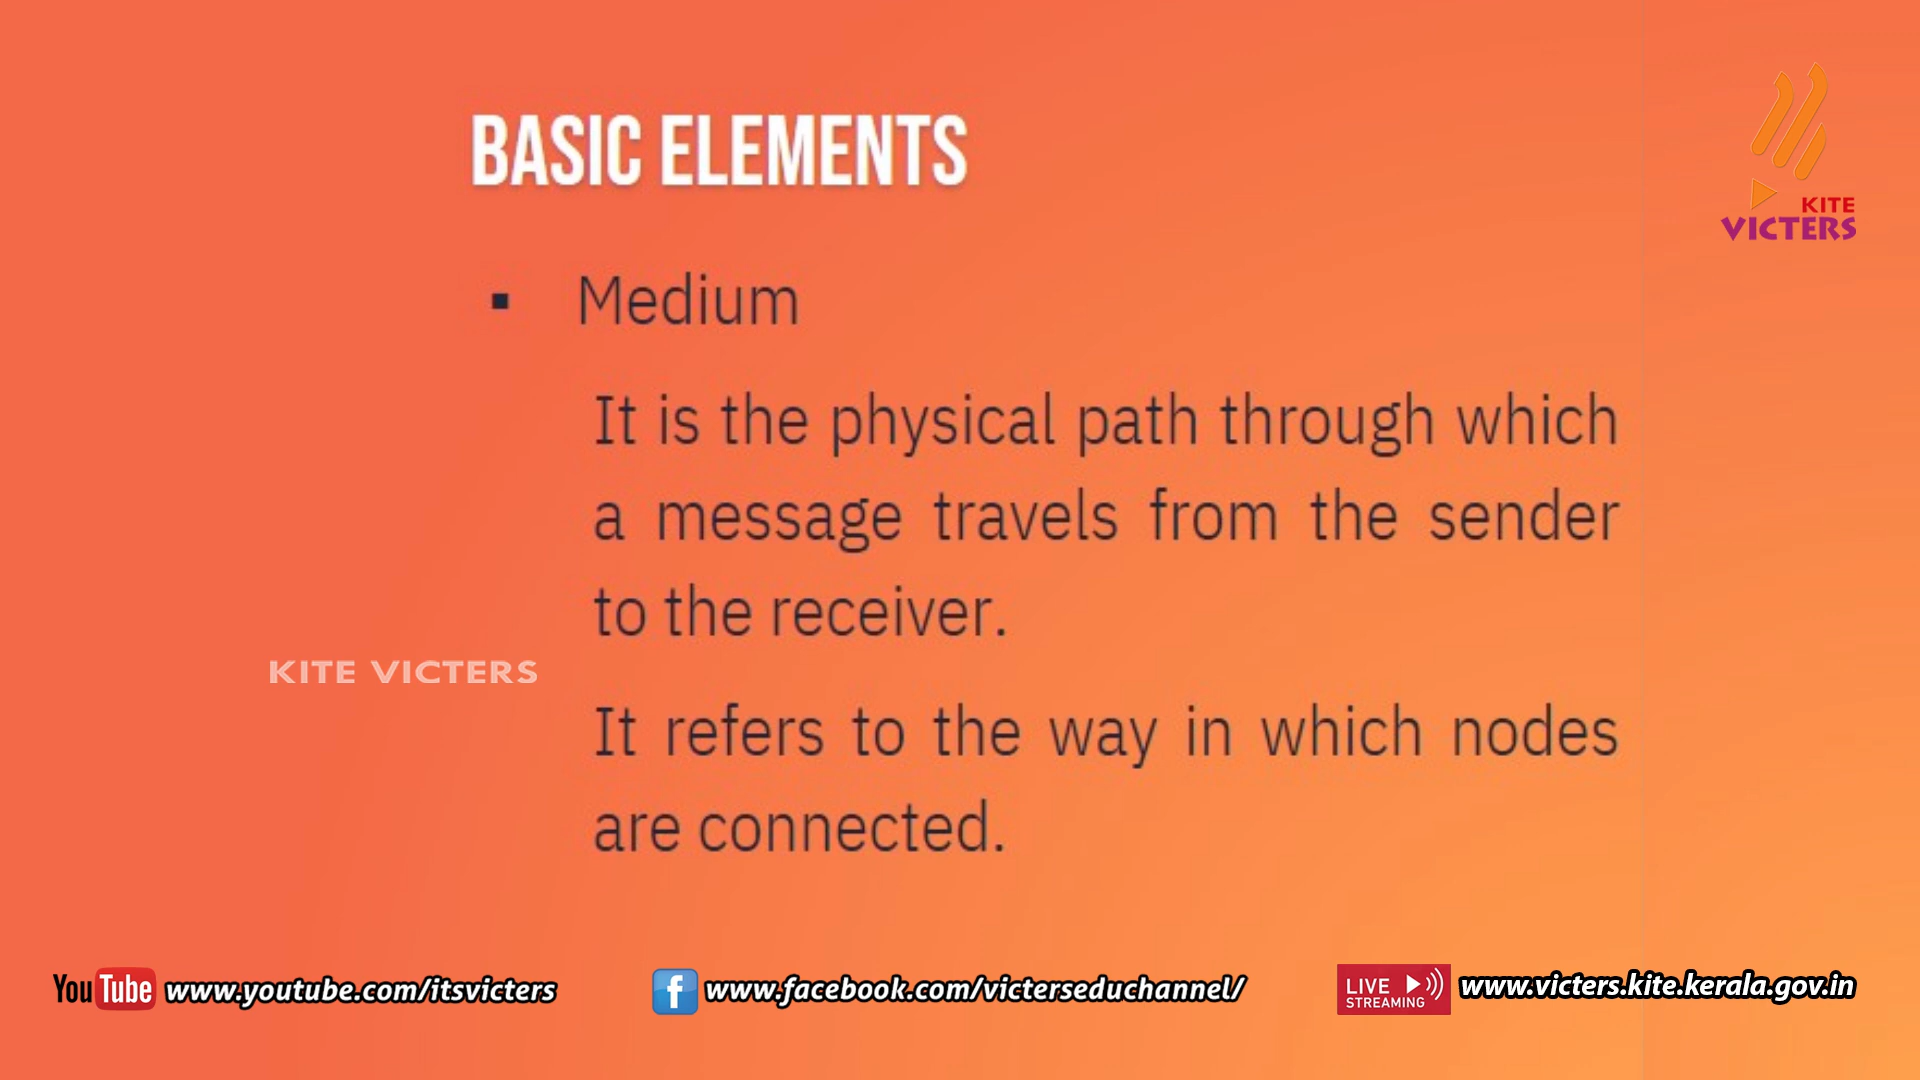 BASIC ELEMENTS
KITE
VICTERS
▪ Medium
It is the physical path through which
a message travels from the sender
to the receiver.
KITE VICTERS
It refers to the way in which nodes
are connected.
YouTube www.youtube.com/itsvicters
f www.facebook.com/victerseduchannel/
LIVE
STREAMING
www.victers.kite.kerala.gov.in